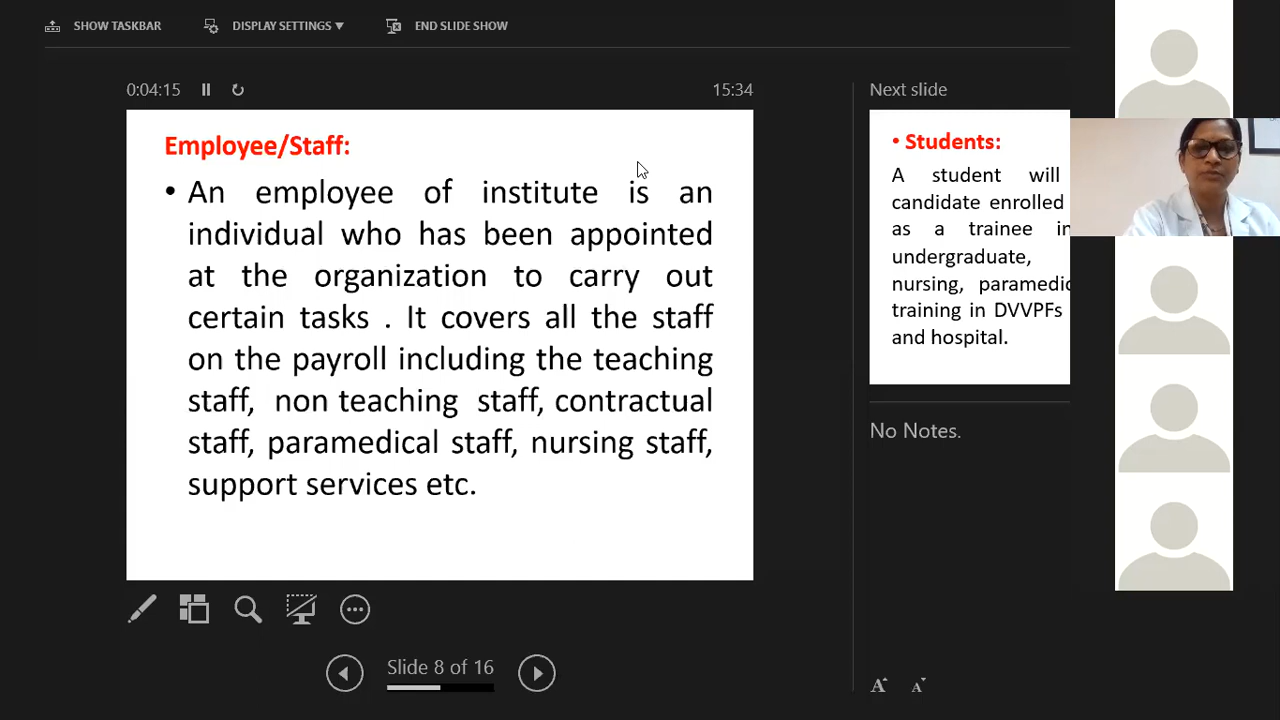 SHOW TASKBAR
DISPLAY SETTINGS ▼
END SLIDE SHOW
0:04:15
15:34
Employee/Staff:
• An employee of institute is an
individual who has been appointed
at the organization to carry out
certain tasks . It covers all the staff
on the payroll including the teaching
staff, non teaching staff, contractual
staff, paramedical staff, nursing staff,
support services etc.
Slide 8 of 16
Next slide
• Students:
A student will
candidate enrolled
as a trainee in
undergraduate,
nursing, paramedic
training in DVVPFs
and hospital.
No Notes.
A A